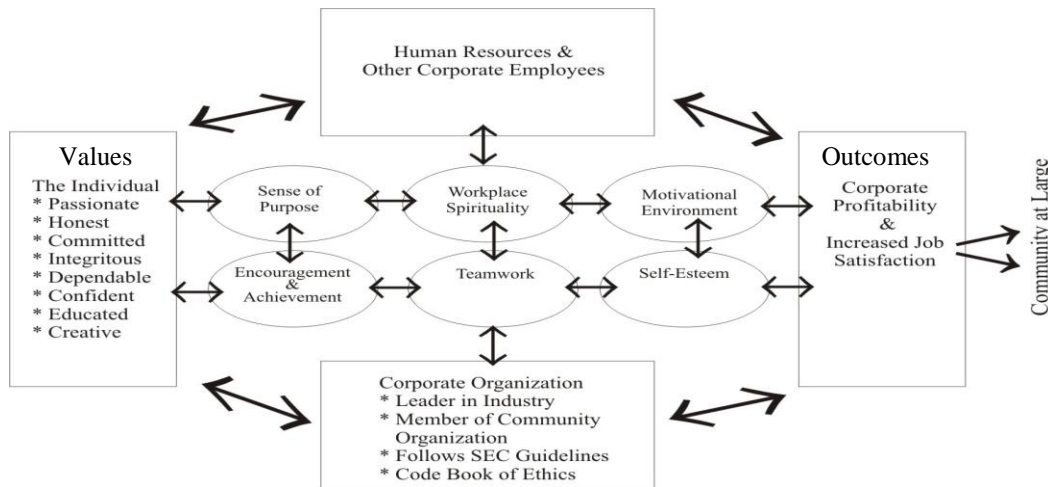 Human Resources &
Other Corporate Employees
Values
The Individual
* Passionate
* Honest
* Committed
* Integritous
* Dependable
* Confident
* Educated
* Creative
Sense of
Purpose
Workplace
Spirituality
Motivational
Environment
Encouragement
&
Achievement
Teamwork
Self-Esteem
Outcomes
Corporate
Profitability
&
Increased Job
Satisfaction
Community at Large
Corporate Organization
* Leader in Industry
* Member of Community
Organization
* Follows SEC Guidelines
* Code Book of Ethics